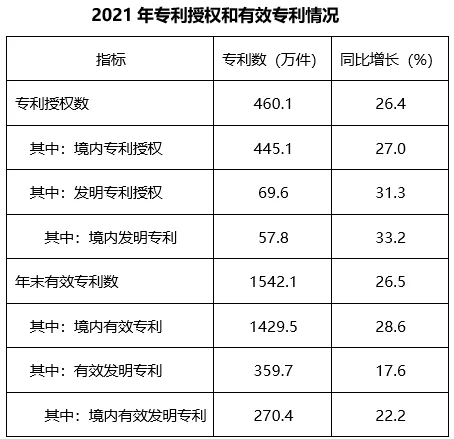 2021 年专利授权和有效专利情况
指标 专利数（万件） 同比增长（%）
专利授权数 460.1 26.4
其中：境内专利授权 445.1 27.0
其中：发明专利授权 69.6 31.3
其中：境内发明专利 57.8 33.2
年末有效专利数 1542.1 26.5
其中：境内有效专利 1429.5 28.6
其中：有效发明专利 359.7 17.6
其中：境内有效发明专利 270.4 22.2